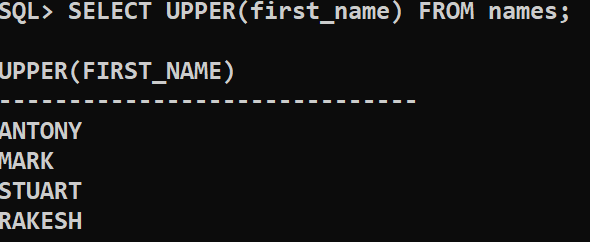 SQL> SELECT UPPER(first_name) FROM names;
UPPER(FIRST_NAME)
------------------------------
ANTONY
MARK
STUART
RAKESH